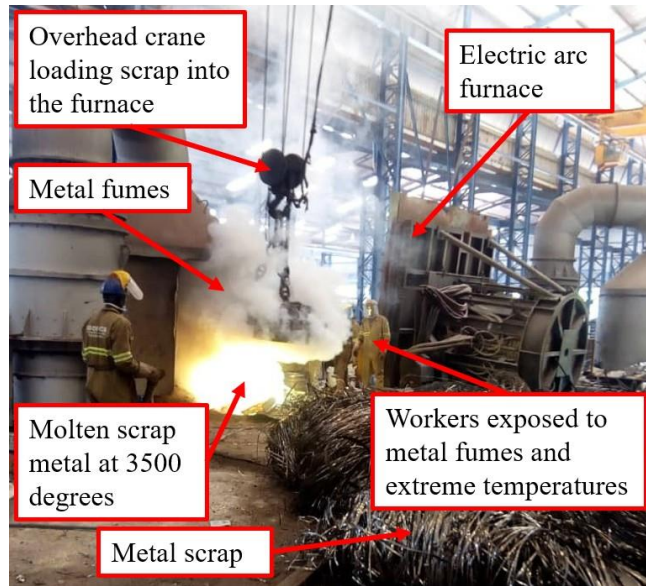 Overhead crane
loading scrap into
the furnace
Electric arc
furnace
Metal fumes
Molten scrap
metal at 3500
degrees
Workers exposed to
metal fumes and
extreme temperatures
Metal scrap